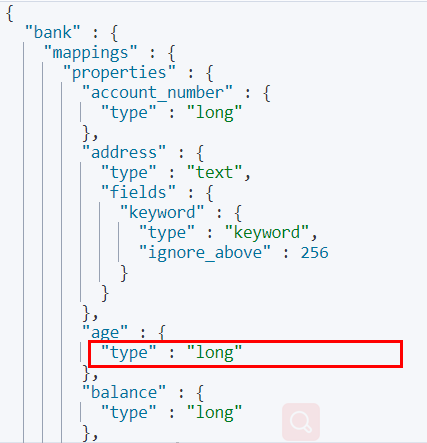 {
  "bank" : {
    "mappings" : {
      "properties" : {
        "account_number" : {
          "type" : "long"
        },
        "address" : {
          "type" : "text",
          "fields" : {
            "keyword" : {
              "type" : "keyword",
              "ignore_above" : 256
            }
          }
        },
        "age" : {
          "type" : "long"
        },
        "balance" : {
          "type" : "long"
        },